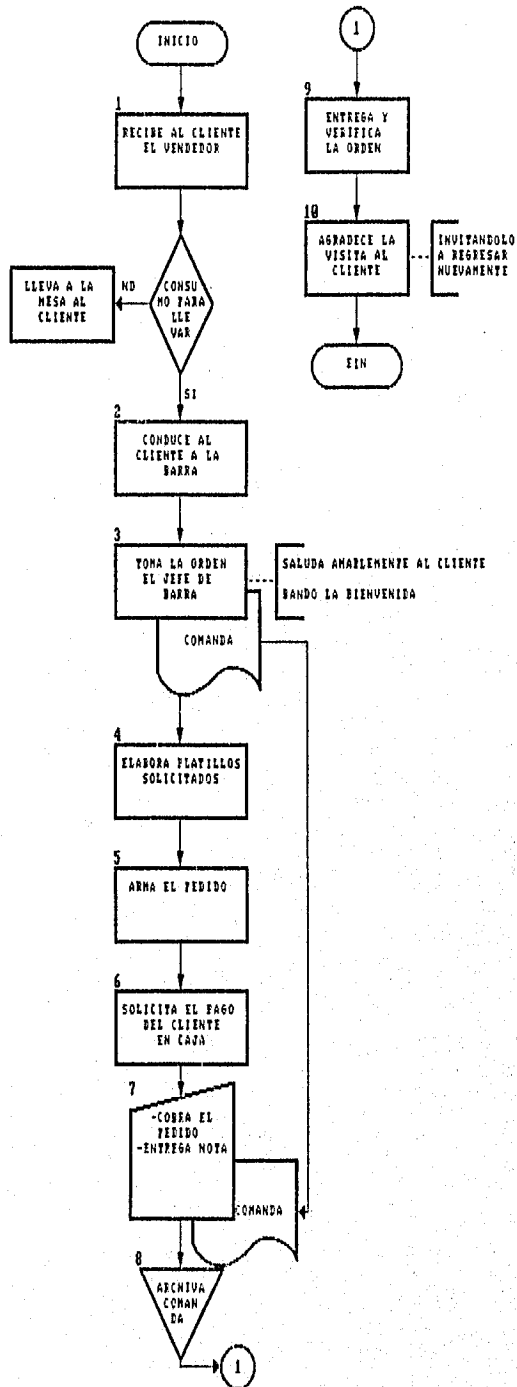 INICIO
1
RECIBE AL CLIENTE
EL VENDEDOR
CONSU
MO PARA
LLE
VAR
NO
LLEVA A LA
MESA AL
CLIENTE
SI
2
CONDUCE AL
CLIENTE A LA
BARRA
3
TOMA LA ORDEN
EL JEFE DE
BARRA
SALUDA AMABLEMENTE AL CLIENTE
DANDO LA BIENVENIDA
COMANDA
4
ELABORA PLATILLOS
SOLICITADOS
5
ARMA EL PEDIDO
6
SOLICITA EL PAGO
DEL CLIENTE
EN CAJA
7
-COBRA EL
PEDIDO
-ENTREGA NOTA
COMANDA
8
ARCHIVA
COMAN
DA
1
1
9
ENTREGA Y
VERIFICA
LA ORDEN
10
AGRADECE LA
VISITA AL
CLIENTE
INVITANDOLO
A REGRESAR
NUEVAMENTE
FIN